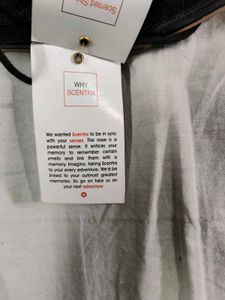 Scented St
WHY
SCENTRA
We wanted Scentra to be in sync
with your senses. The nose is a
powerful sense. It entices your
memory to remember certain
smells and link them with a
memory. Imagine, taking Scentra
to your every adventure. We'd be
linked to your outmost greatest
memories. So go on take us on
your next adventure.